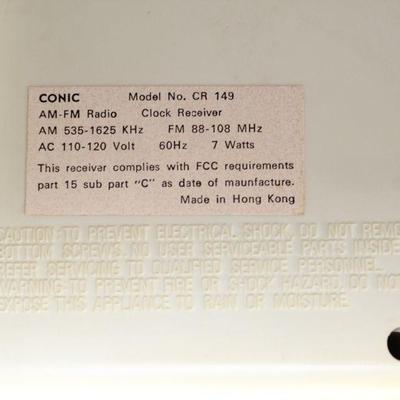 CONIC Model No. CR 149
AM-FM Radio Clock Receiver
AM 535-1625 KHz FM 88-108 MHz
AC 110-120 Volt 60Hz 7 Watts
This receiver complies with FCC requirements
part 15 sub part "C" as date of maunfacture.
Made in Hong Kong
CAUTION-TO PREVENT ELECTRICAL SHOCK, DO NOT REMO
BOTTOM SCREWS. NO USER SERVICEABLE PARTS INSIDE
REFER SERVICING TO QUALIFIED SERVICE PERSONNEL.
WARNING-TO PREVENT FIRE OR SHOCK HAZARD, DO NOT
EXPOSE THIS APPLIANCE TO RAIN OR MOISTURE.